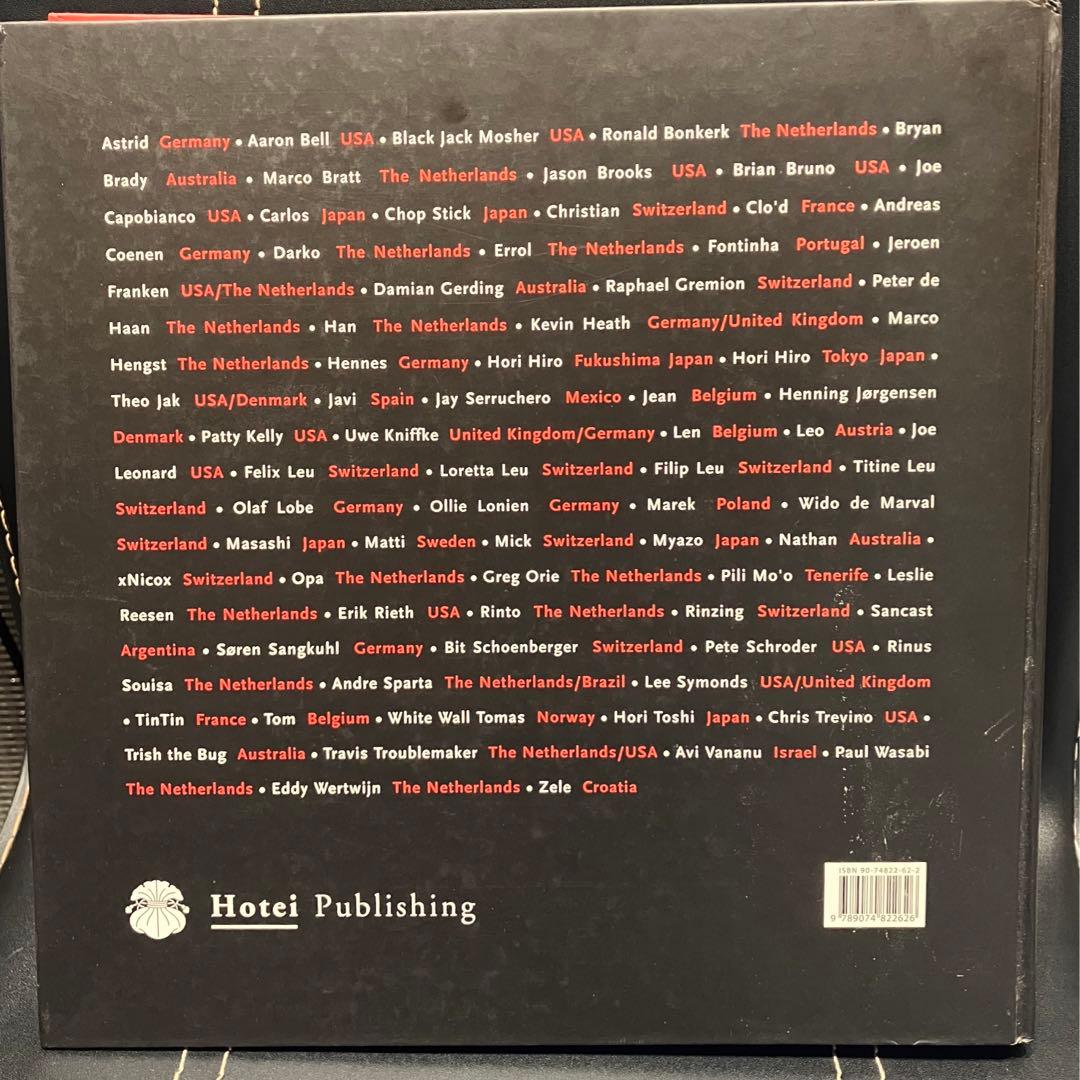 Astrid Germany • Aaron Bell USA • Black Jack Mosher USA • Ronald Bonkerk The Netherlands • Bryan
Brady Australia • Marco Bratt The Netherlands • Jason Brooks USA • Brian Bruno USA • Joe
Capobianco USA • Carlos Japan • Chop Stick Japan • Christian Switzerland • Clo'd France • Andreas
Coenen Germany • Darko The Netherlands • Errol The Netherlands • Fontinha Portugal • Jeroen
Franken USA/The Netherlands • Damian Gerding Australia • Raphael Gremion Switzerland • Peter de
Haan The Netherlands • Han The Netherlands • Kevin Heath Germany/United Kingdom • Marco
Hengst The Netherlands • Hennes Germany • Hori Hiro Fukushima Japan • Hori Hiro Tokyo Japan •
Theo Jak USA/Denmark • Javi Spain • Jay Serruchero Mexico • Jean Belgium • Henning Jørgensen
Denmark • Patty Kelly USA • Uwe Kniffke United Kingdom/Germany • Len Belgium • Leo Austria • Joe
Leonard USA • Felix Leu Switzerland • Loretta Leu Switzerland • Filip Leu Switzerland • Titine Leu
Switzerland • Olaf Lobe Germany • Ollie Lonien Germany • Marek Poland • Wido de Marval
Switzerland • Masashi Japan • Matti Sweden • Mick Switzerland • Myazo Japan • Nathan Australia •
xNicox Switzerland • Opa The Netherlands • Greg Orie The Netherlands • Pili Mo'o Tenerife • Leslie
Reesen The Netherlands • Erik Rieth USA • Rinto The Netherlands • Rinzing Switzerland • Sancast
Argentina • Søren Sangkuhl Germany • Bit Schoenberger Switzerland • Pete Schroder USA • Rinus
Souisa The Netherlands • Andre Sparta The Netherlands/Brazil • Lee Symonds USA/United Kingdom
• TinTin France • Tom Belgium • White Wall Tomas Norway • Hori Toshi Japan • Chris Trevino USA •
Trish the Bug Australia • Travis Troublemaker The Netherlands/USA • Avi Vananu Israel • Paul Wasabi
The Netherlands • Eddy Wertwijn The Netherlands • Zele Croatia
ISBN 90-74822-62-2
Hotei Publishing
9 789074 822626